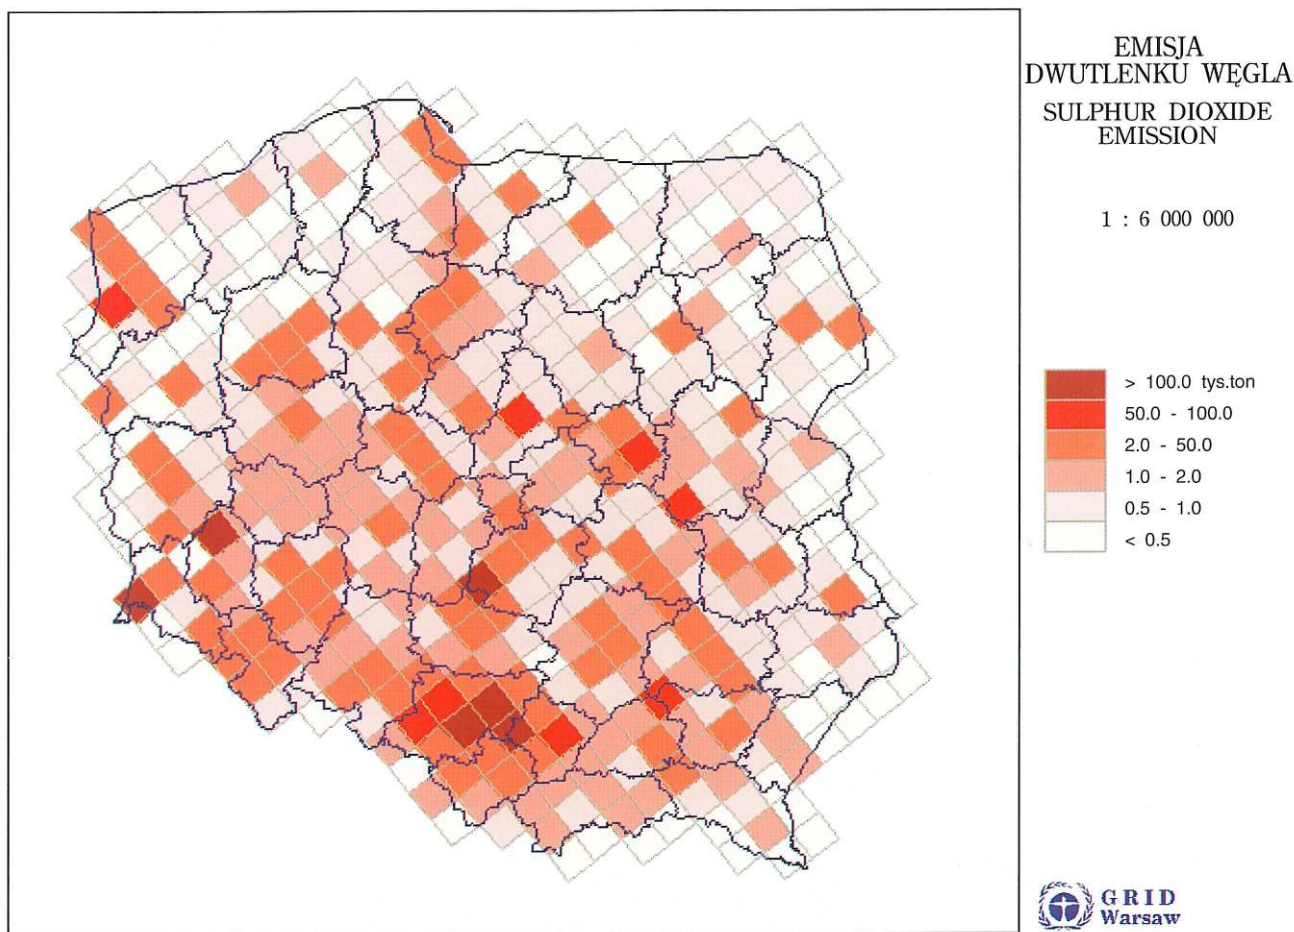 EMISJA
DWUTLENKU WĘGLA
SULPHUR DIOXIDE
EMISSION
1 : 6 000 000
> 100.0 tys.ton
50.0 - 100.0
2.0 - 50.0
1.0 - 2.0
0.5 - 1.0
< 0.5
GRID
Warsaw